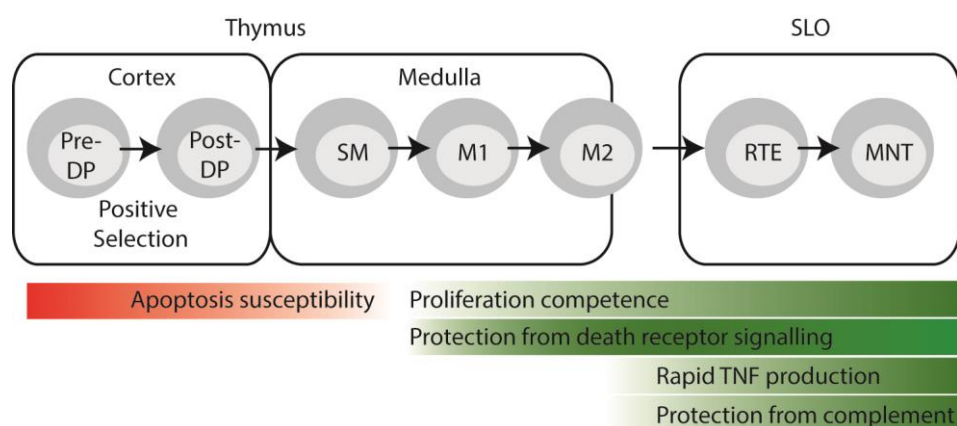 Thymus
SLO
Cortex
Medulla
Pre-
DP
Post-
DP
SM
M1
M2
RTE
MNT
Positive
Selection
Apoptosis susceptibility
Proliferation competence
Protection from death receptor signalling
Rapid TNF production
Protection from complement